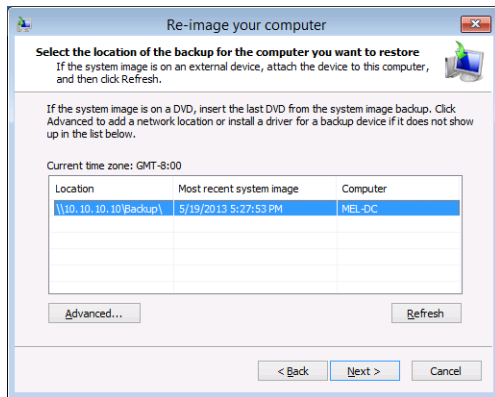 Re-image your computer
Select the location of the backup for the computer you want to restore
If the system image is on an external device, attach the device to this computer,
and then click Refresh.
If the system image is on a DVD, insert the last DVD from the system image backup. Click
Advanced to add a network location or install a driver for a backup device if it does not show
up in the list below.
Current time zone: GMT-8:00
Location Most recent system image Computer
\\10.10.10.10\Backup\ 5/19/2013 5:27:53 PM MEL-DC
Advanced... Refresh
< Back Next > Cancel